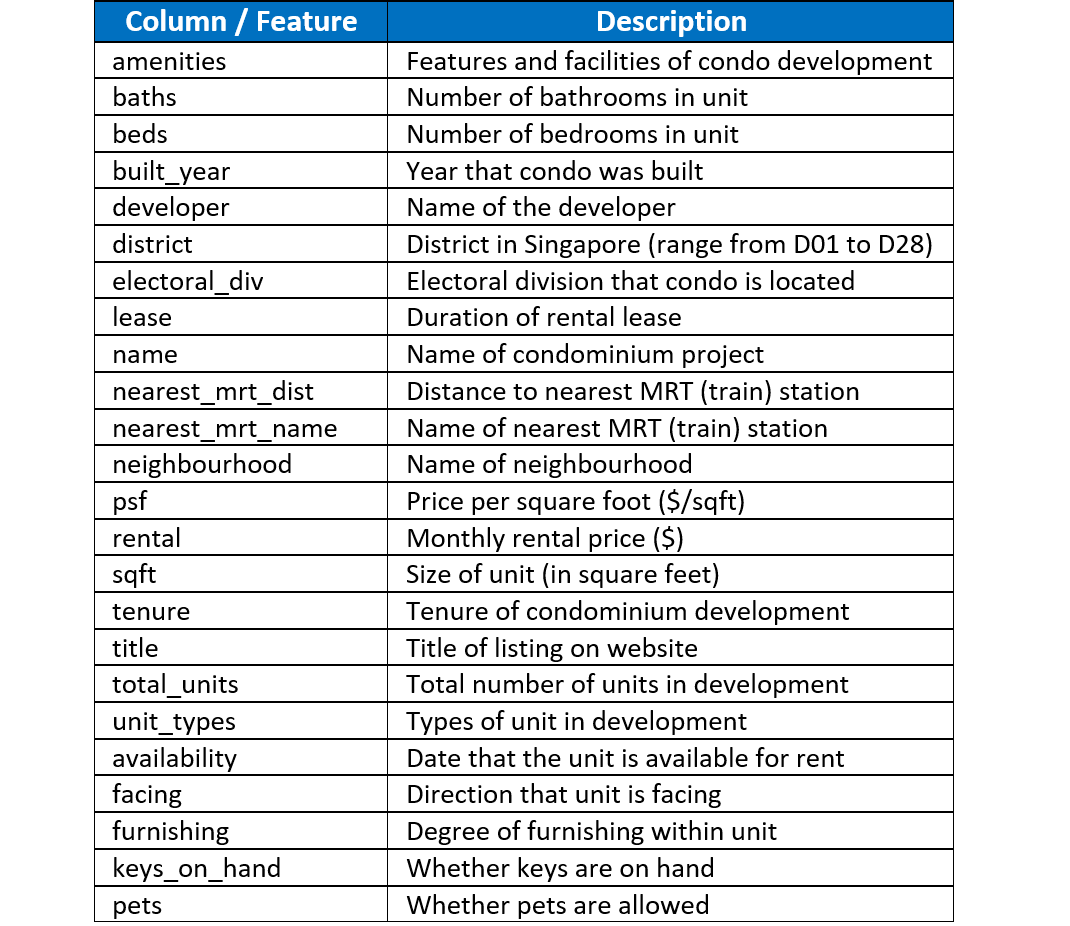 Column / Feature Description
amenities Features and facilities of condo development
baths Number of bathrooms in unit
beds Number of bedrooms in unit
built_year Year that condo was built
developer Name of the developer
district District in Singapore (range from D01 to D28)
electoral_div Electoral division that condo is located
lease Duration of rental lease
name Name of condominium project
nearest_mrt_dist Distance to nearest MRT (train) station
nearest_mrt_name Name of nearest MRT (train) station
neighbourhood Name of neighbourhood
psf Price per square foot ($/sqft)
rental Monthly rental price ($)
sqft Size of unit (in square feet)
tenure Tenure of condominium development
title Title of listing on website
total_units Total number of units in development
unit_types Types of unit in development
availability Date that the unit is available for rent
facing Direction that unit is facing
furnishing Degree of furnishing within unit
keys_on_hand Whether keys are on hand
pets Whether pets are allowed